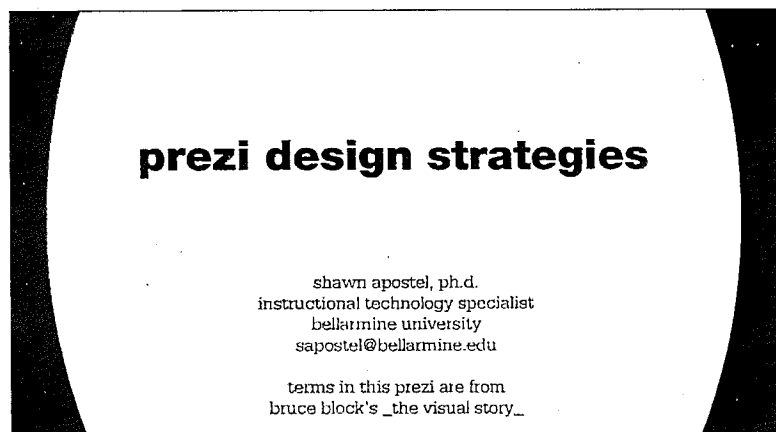 prezi design strategies
shawn apostel, ph.d.
instructional technology specialist
bellarmine university
sapostel@bellarmine.edu
terms in this prezi are from
bruce block's _the visual story_